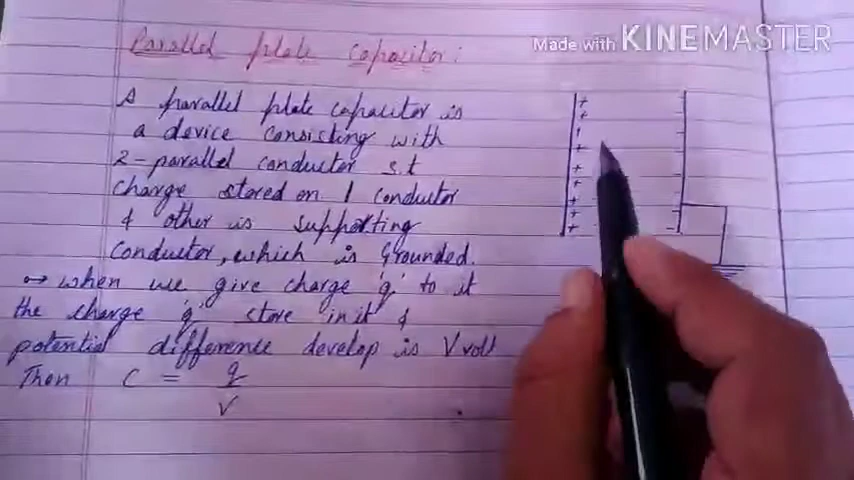 Made with KINEMASTER
Parallel plate capacitor:
A parallel plate capacitor is
a device consisting with
2-parallel conductor s.t
charge stored on 1 conductor
& other is supporting
conductor, which is Grounded.
→ when we give charge 'q' to it
the charge 'q' store in it &
potential difference develop is V volt
Then C = q/V